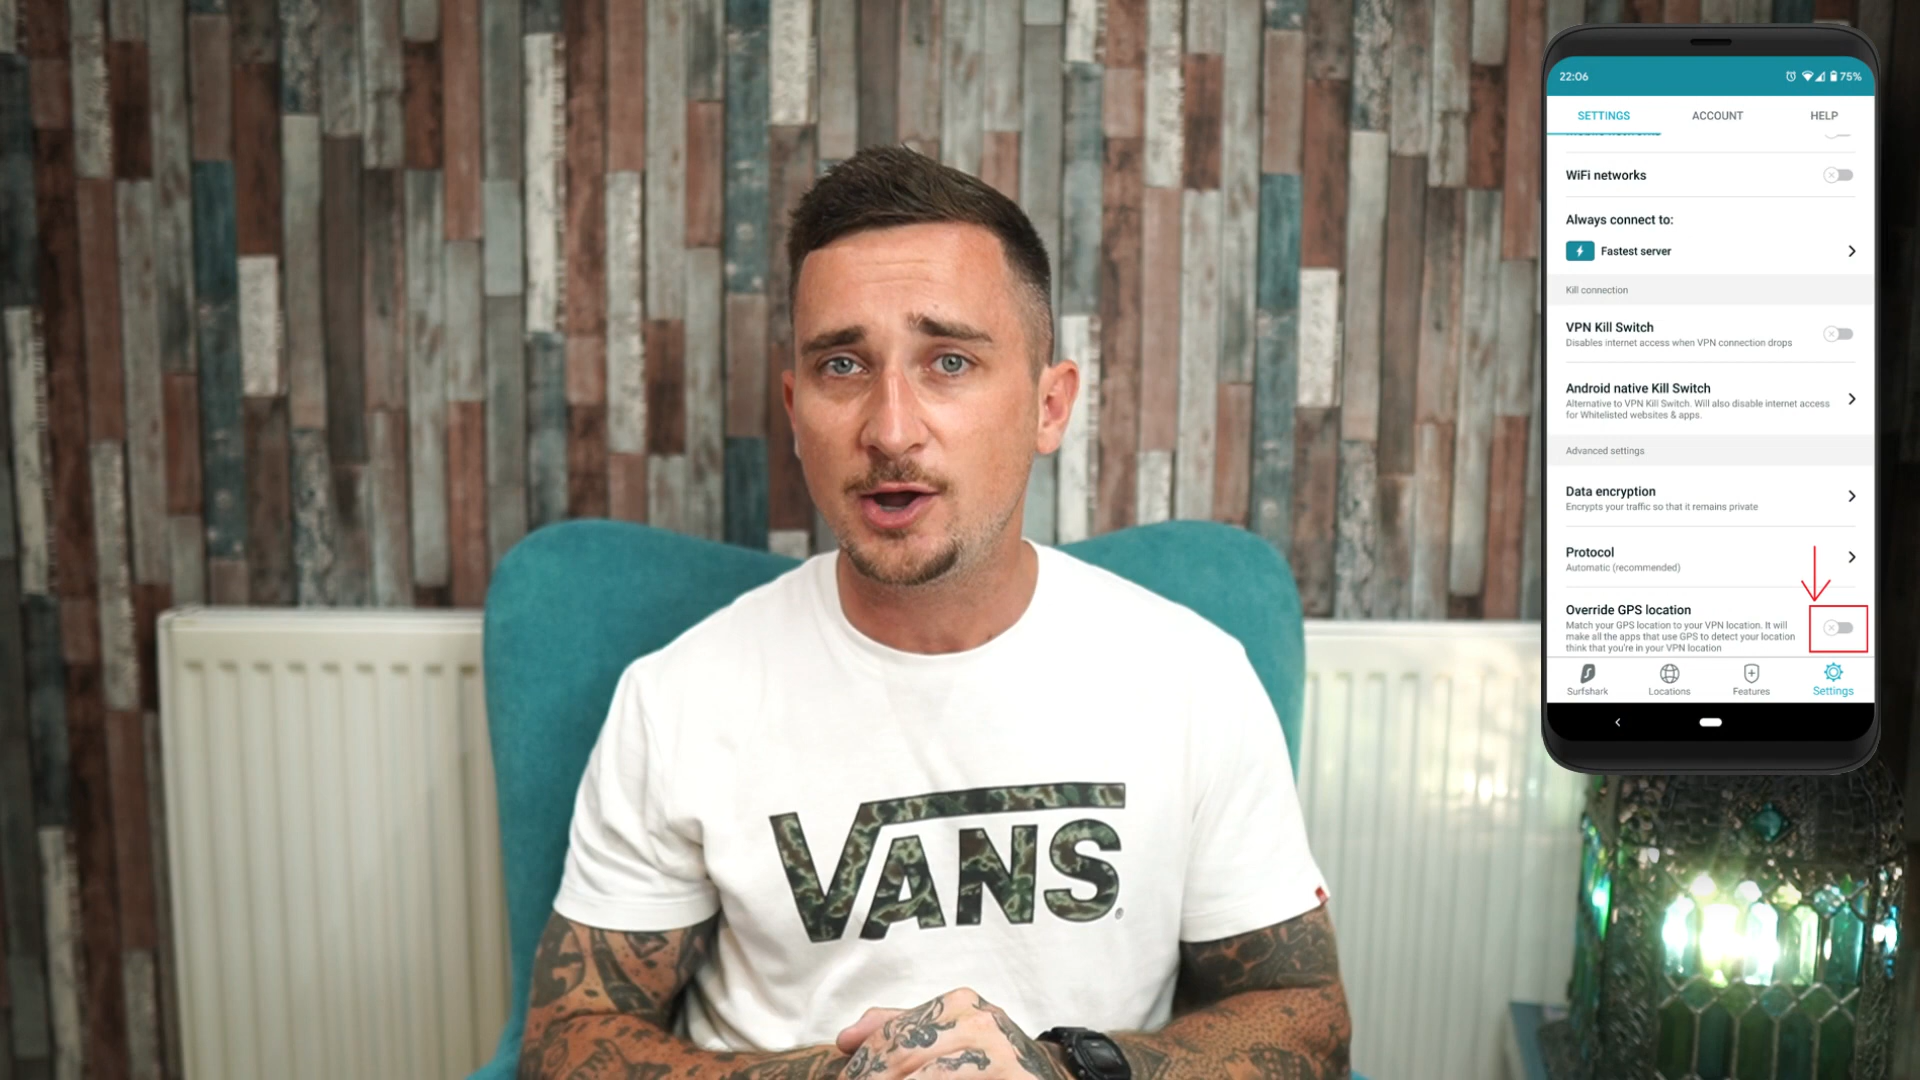 VANS
22:06
75%
SETTINGS ACCOUNT HELP
WiFi networks
Always connect to:
Fastest server
Kill connection
VPN Kill Switch
Disables internet access when VPN connection drops
Android native Kill Switch
Alternative to VPN Kill Switch. Will also disable internet access
for Whitelisted websites & apps.
Advanced settings
Data encryption
Encrypts your traffic so that it remains private
Protocol
Automatic (recommended)
Override GPS location
Match your GPS location to your VPN location. It will
make all the apps that use GPS to detect your location
think that you're in your VPN location
Surfshark Locations Features Settings